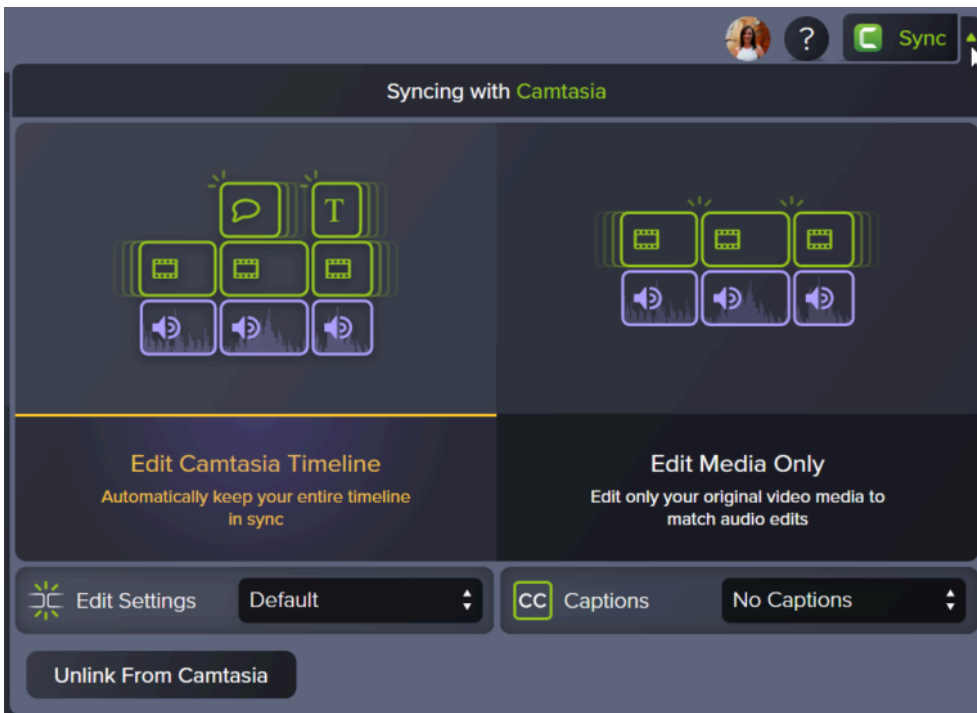 ?
Sync
Syncing with Camtasia
T
Edit Camtasia Timeline
Automatically keep your entire timeline
in sync
Edit Media Only
Edit only your original video media to
match audio edits
Edit Settings
Default
CC
Captions
No Captions
Unlink From Camtasia